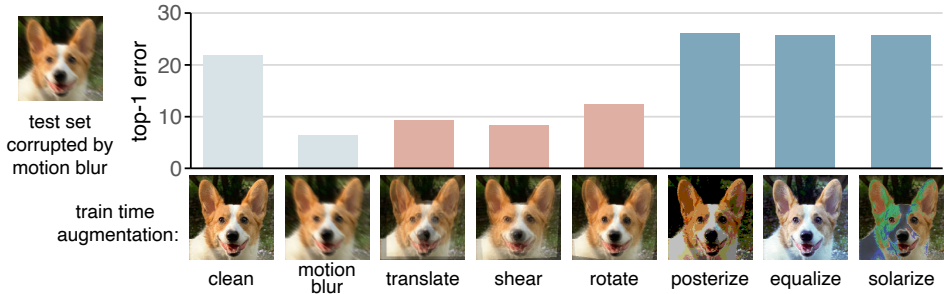 30
20
10
0
top-1 error
test set
corrupted by
motion blur
train time
augmentation:
clean
motion
blur
translate
shear
rotate
posterize
equalize
solarize